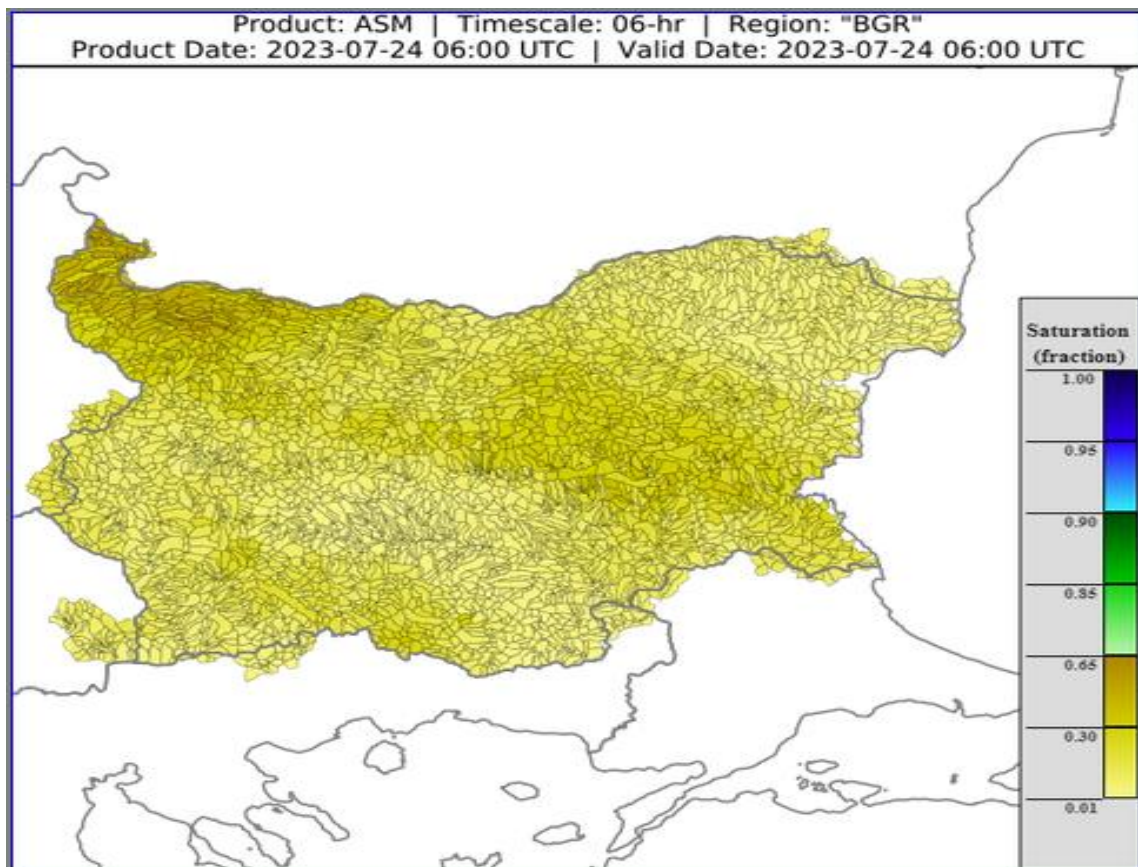 Product: ASM | Timescale: 06-hr | Region: "BGR"
Product Date: 2023-07-24 06:00 UTC | Valid Date: 2023-07-24 06:00 UTC
Saturation
(fraction)
1.00
0.95
0.90
0.85
0.65
0.30
0.01